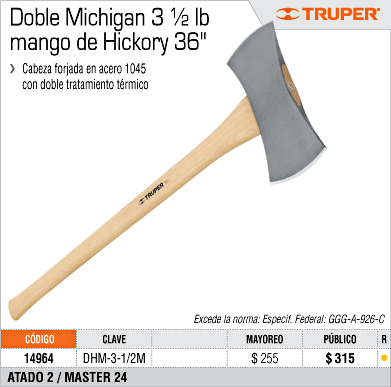 Doble Michigan 3 ½ lb
mango de Hickory 36"
TRUPER®
❯ Cabeza forjada en acero 1045
con doble tratamiento térmico
TRUPER
Excede la norma: Especif. Federal: GGG-A-926-C
CÓDIGO CLAVE MAYOREO PÚBLICO R
14964 DHM-3-1/2M $ 255 $ 315 ●
ATADO 2 / MASTER 24